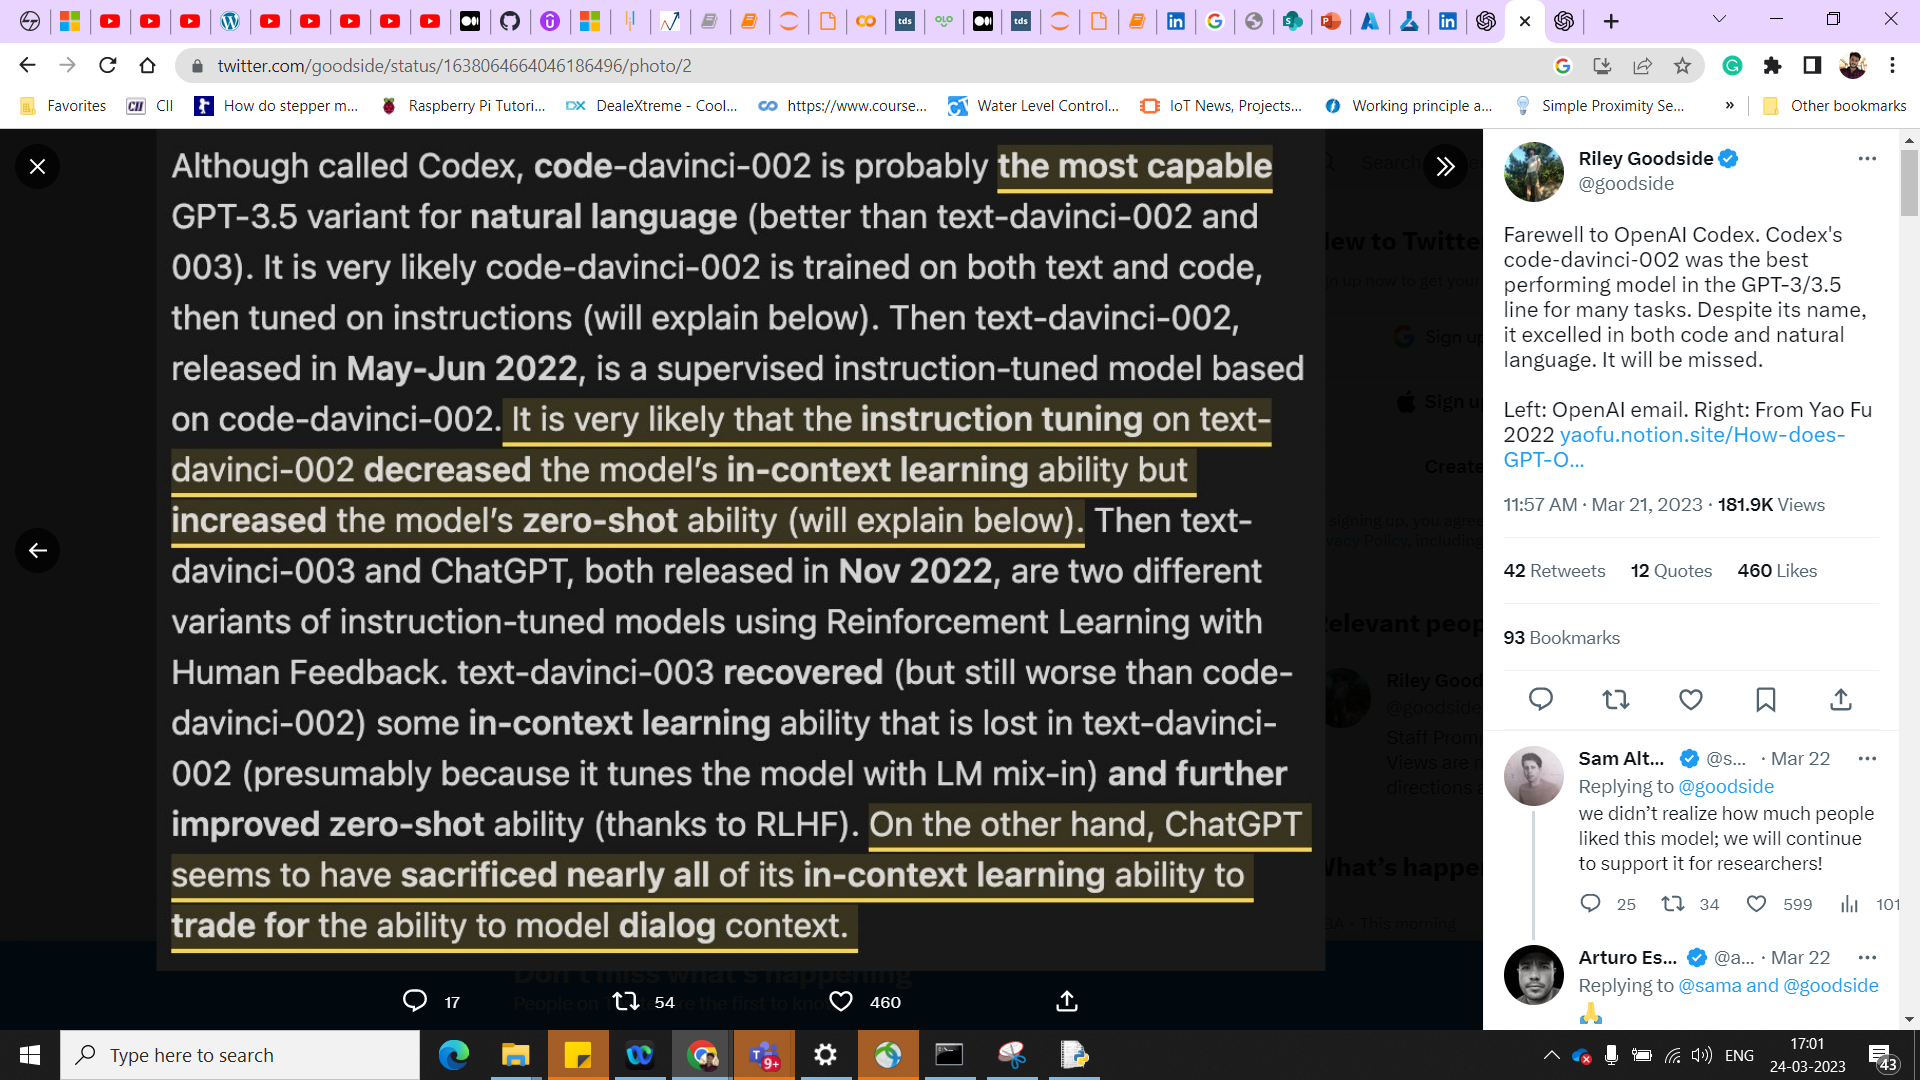 twitter.com/goodside/status/1638064664046186496/photo/2
Favorites
CII
How do stepper m...
Raspberry Pi Tutori...
DealeXtreme - Cool...
https://www.course...
Water Level Control...
IoT News, Projects...
Working principle a...
Simple Proximity Se...
»
Other bookmarks
Although called Codex, code-davinci-002 is probably the most capable
GPT-3.5 variant for natural language (better than text-davinci-002 and
003). It is very likely code-davinci-002 is trained on both text and code,
then tuned on instructions (will explain below). Then text-davinci-002,
released in May-Jun 2022, is a supervised instruction-tuned model based
on code-davinci-002. It is very likely that the instruction tuning on text-
davinci-002 decreased the model’s in-context learning ability but
increased the model’s zero-shot ability (will explain below). Then text-
davinci-003 and ChatGPT, both released in Nov 2022, are two different
variants of instruction-tuned models using Reinforcement Learning with
Human Feedback. text-davinci-003 recovered (but still worse than code-
davinci-002) some in-context learning ability that is lost in text-davinci-
002 (presumably because it tunes the model with LM mix-in) and further
improved zero-shot ability (thanks to RLHF). On the other hand, ChatGPT
seems to have sacrificed nearly all of its in-context learning ability to
trade for the ability to model dialog context.
17
54
460
Riley Goodside
@goodside
Farewell to OpenAI Codex. Codex's
code-davinci-002 was the best
performing model in the GPT-3/3.5
line for many tasks. Despite its name,
it excelled in both code and natural
language. It will be missed.
Left: OpenAI email. Right: From Yao Fu
2022 yaofu.notion.site/How-does-
GPT-O...
11:57 AM · Mar 21, 2023 · 181.9K Views
42 Retweets 12 Quotes 460 Likes
93 Bookmarks
Sam Alt... @s... · Mar 22
Replying to @goodside
we didn’t realize how much people
liked this model; we will continue
to support it for researchers!
25
34
599
101
Arturo Es... @a... · Mar 22
Replying to @sama and @goodside
Type here to search
9+
ENG
17:01
24-03-2023
43